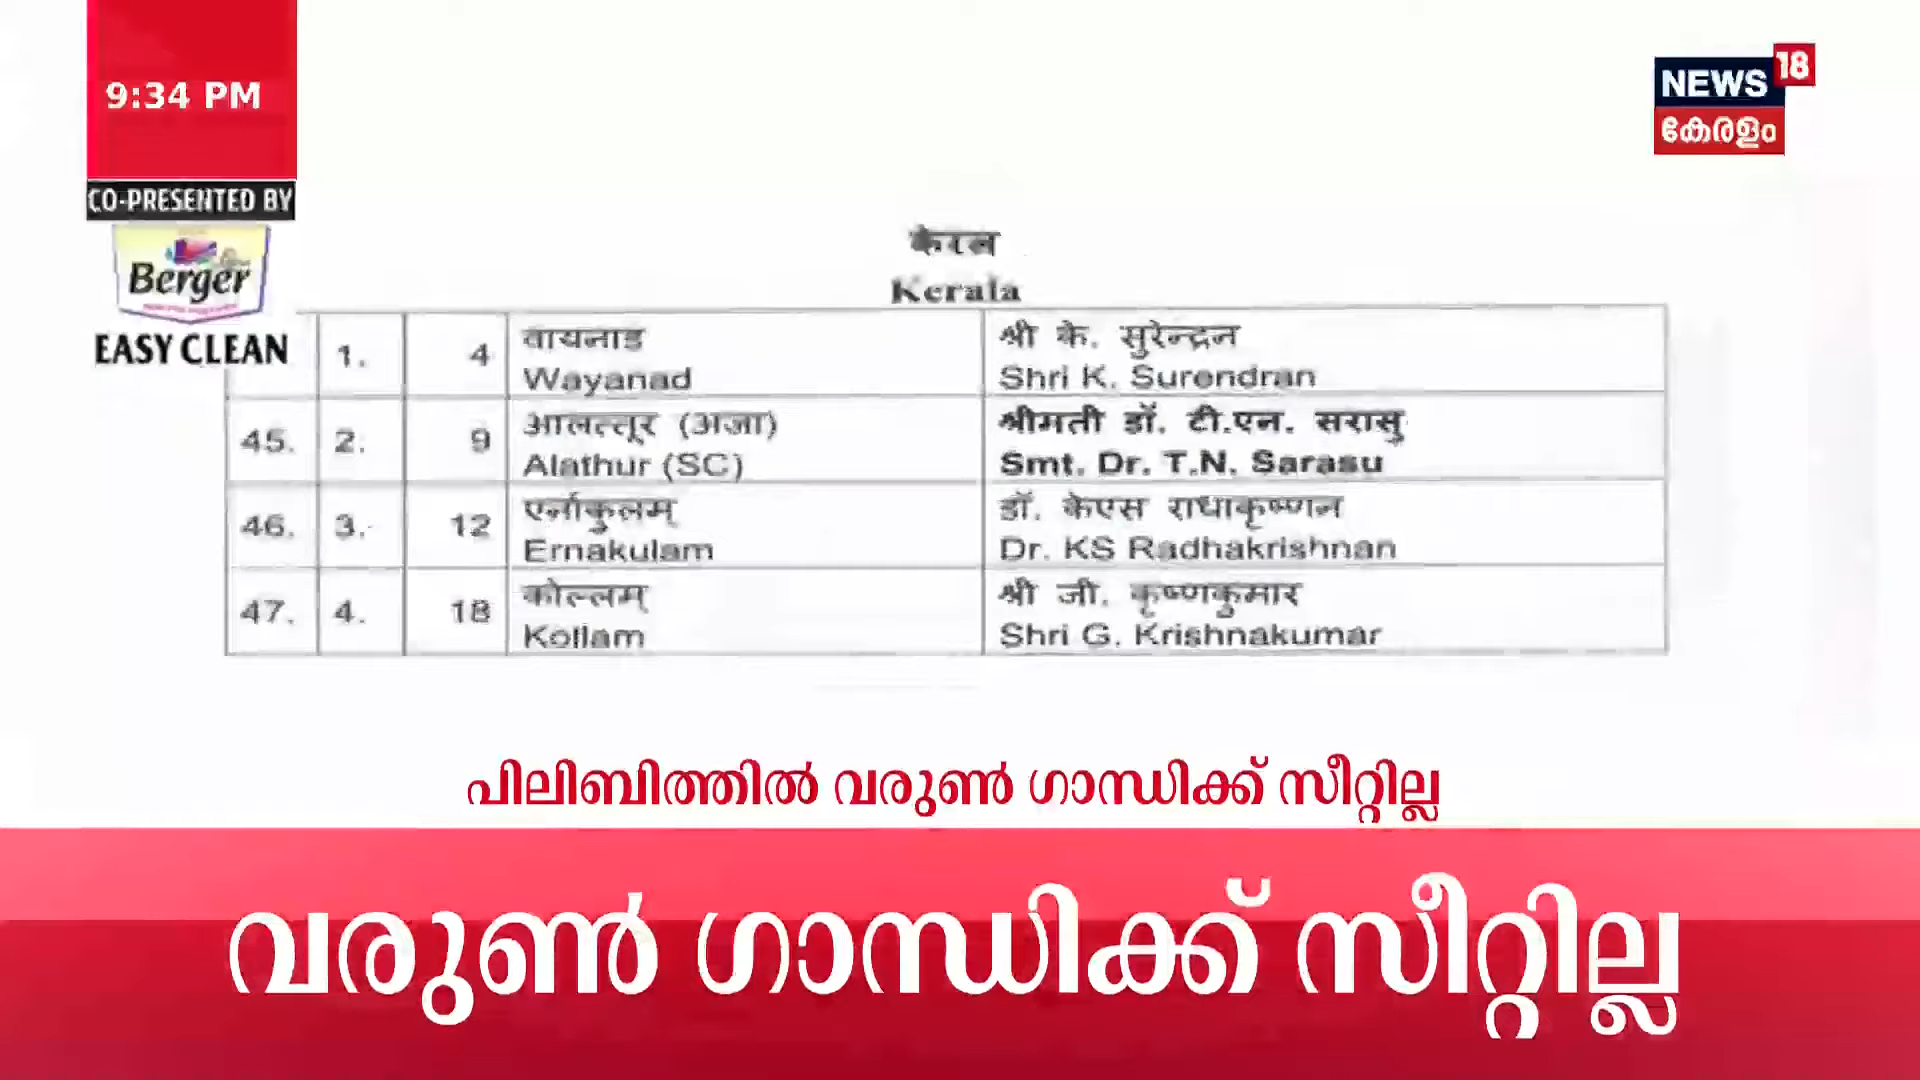 9:34 PM
NEWS 18
കേരളം
CO-PRESENTED BY
Berger
EASY CLEAN
केरल
Kerala
1. 4 वायनाड श्री के. सुरेन्द्रन
Wayanad Shri K. Surendran
45. 2. 9 आलत्तूर (अजा) श्रीमती डॉ. टी.एन. सरासु
Alathur (SC) Smt. Dr. T.N. Sarasu
46. 3. 12 एर्नाकुलम् डॉ. केएस राधाकृष्णन
Ernakulam Dr. KS Radhakrishnan
47. 4. 18 कोल्लम् श्री जी. कृष्णकुमार
Kollam Shri G. Krishnakumar
പിലിബിത്തിൽ വരുൺ ഗാന്ധിക്ക് സീറ്റില്ല
വരുൺ ഗാന്ധിക്ക് സീറ്റില്ല